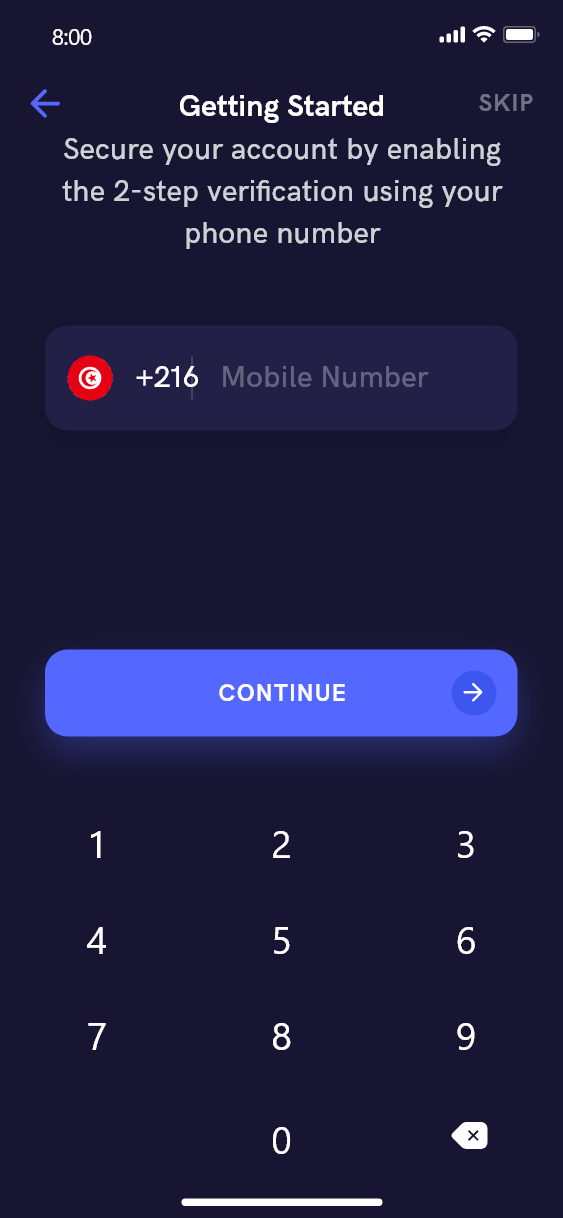 8:00
Getting Started
SKIP
Secure your account by enabling
the 2-step verification using your
phone number
+216 Mobile Number
CONTINUE
1 2 3
4 5 6
7 8 9
0